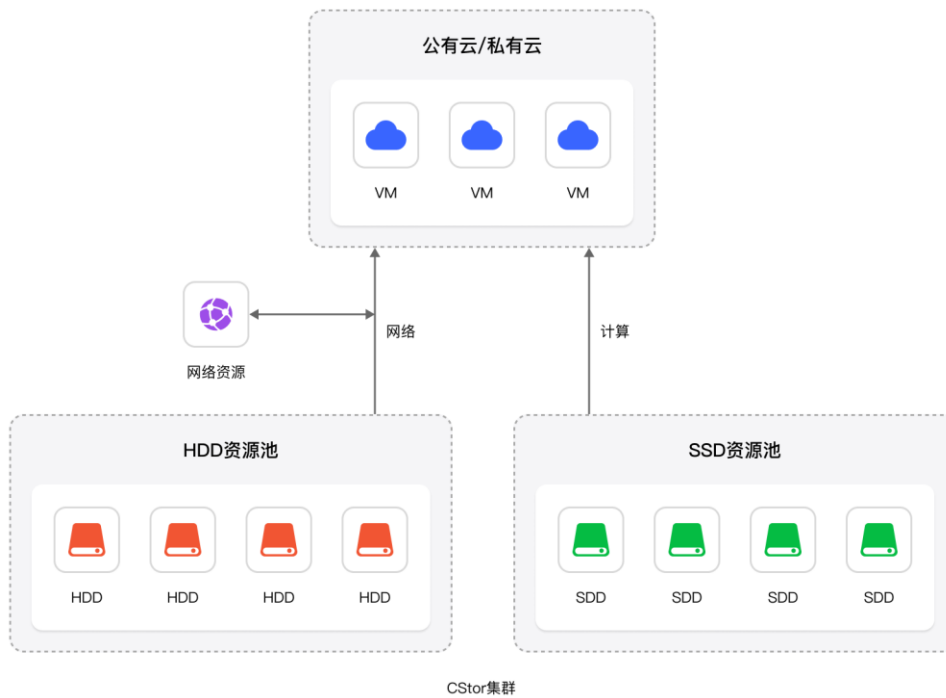 公有云/私有云
VM VM VM
网络
计算
网络资源
HDD资源池
SSD资源池
HDD HDD HDD HDD
SDD SDD SDD SDD
CStor集群